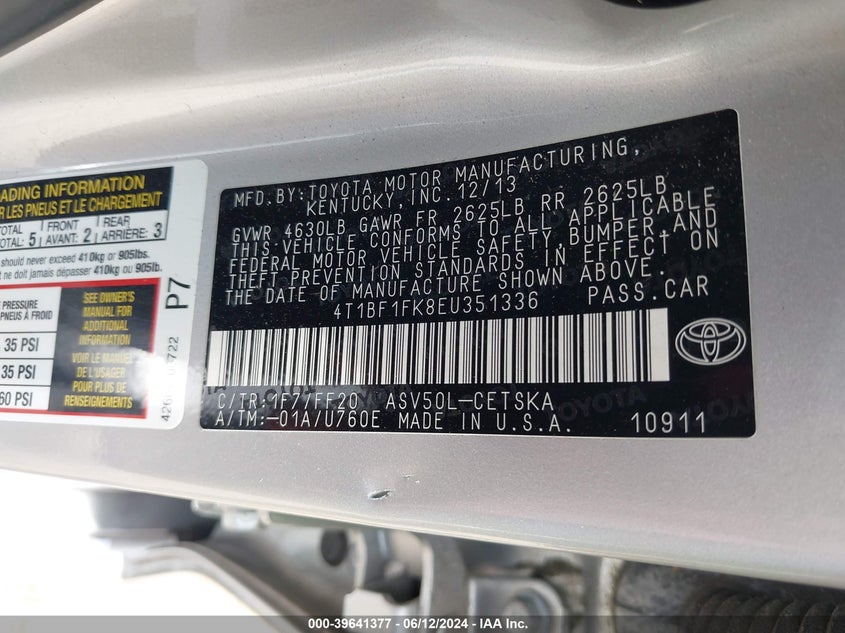 ADING INFORMATION
R LES PNEUS ET LE CHARGEMENT
TOTAL 5 FRONT 2 REAR 3
TOTAL: AVANT: ARRIÈRE:
should never exceed 410kg or 905lbs.
ne doit jamais dépasser 410kg ou 905lb.
PRESSURE
PNEUS À FROID
35 PSI
35 PSI
60 PSI
SEE OWNER'S
MANUAL FOR
ADDITIONAL
INFORMATION
VOIR LE MANUEL
DE L'USAGER
POUR PLUS DE
RENSEIGNEMENTS
P7
MFD.BY:TOYOTA MOTOR MANUFACTURING,
KENTUCKY,INC. 12/13
GVWR 4630LB GAWR FR 2625LB RR 2625LB
THIS VEHICLE CONFORMS TO ALL APPLICABLE
FEDERAL MOTOR VEHICLE SAFETY,BUMPER,AND
THEFT PREVENTION STANDARDS IN EFFECT ON
THE DATE OF MANUFACTURE SHOWN ABOVE.
4T1BF1FK8EU351336 PASS.CAR
C/TR:1F7/FF20 ASV50L-CETSKA
A/TM:-01A/U760E MADE IN U.S.A. 10911
000-39641377 - 06/12/2024 - IAA Inc.